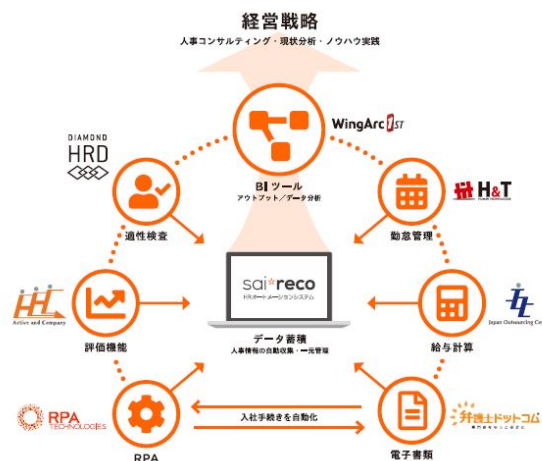 経営戦略
人事コンサルティング・現状分析・ノウハウ実践
WingArc 1ST
DIAMOND
HRD
BI ツール
アウトプット／データ分析
H&T
適性検査
勤怠管理
sai*reco
HRオートメーションシステム
Active and Company
Japan Outsourcing Co
評価機能
データ蓄積
人事情報の自動収集・一元管理
給与計算
RPA
TECHNOLOGIES
入社手続きを自動化
弁護士ドットコム
RPA
電子書類